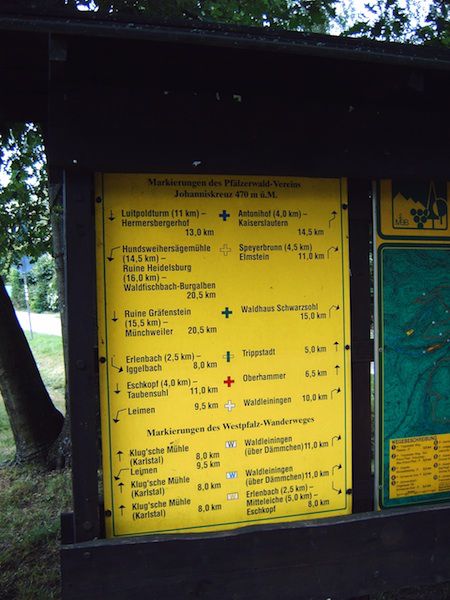 Markierungen des Pfälzerwald-Vereins
Johanniskreuz 470 m ü.M.
Luitpoldturm (11 km) – Antonihof (4,0 km) –
Hermersbergerhof Kaiserslautern
13,0 km 14,5 km
Hundsweihersägemühle Speyerbrunn (4,5 km)
(14,5 km) – Elmstein 11,0 km
Ruine Heidelsburg
(16,0 km) –
Waldfischbach-Burgalben
20,5 km
Ruine Gräfenstein Waldhaus Schwarzsohl
(15,5 km) – 15,0 km
Münchweiler 20,5 km
Erlenbach (2,5 km) – Trippstadt 5,0 km
Iggelbach 8,0 km
Eschkopf (4,0 km) – Oberhammer 6,5 km
Taubensuhl 11,0 km
Leimen 9,5 km Waldleiningen 10,0 km
Markierungen des Westpfalz-Wanderweges
Klug'sche Mühle 8,0 km W Waldleiningen 11,0 km
(Karlstal) (über Dämmchen)
Leimen 9,5 km
Klug'sche Mühle W Waldleiningen 11,0 km
(Karlstal) 8,0 km (über Dämmchen)
Klug'sche Mühle W Erlenbach (2,5 km) –
(Karlstal) 8,0 km Mitteleiche (5,0 km) –
Eschkopf 8,0 km
WEGEBESCHREIBUNG